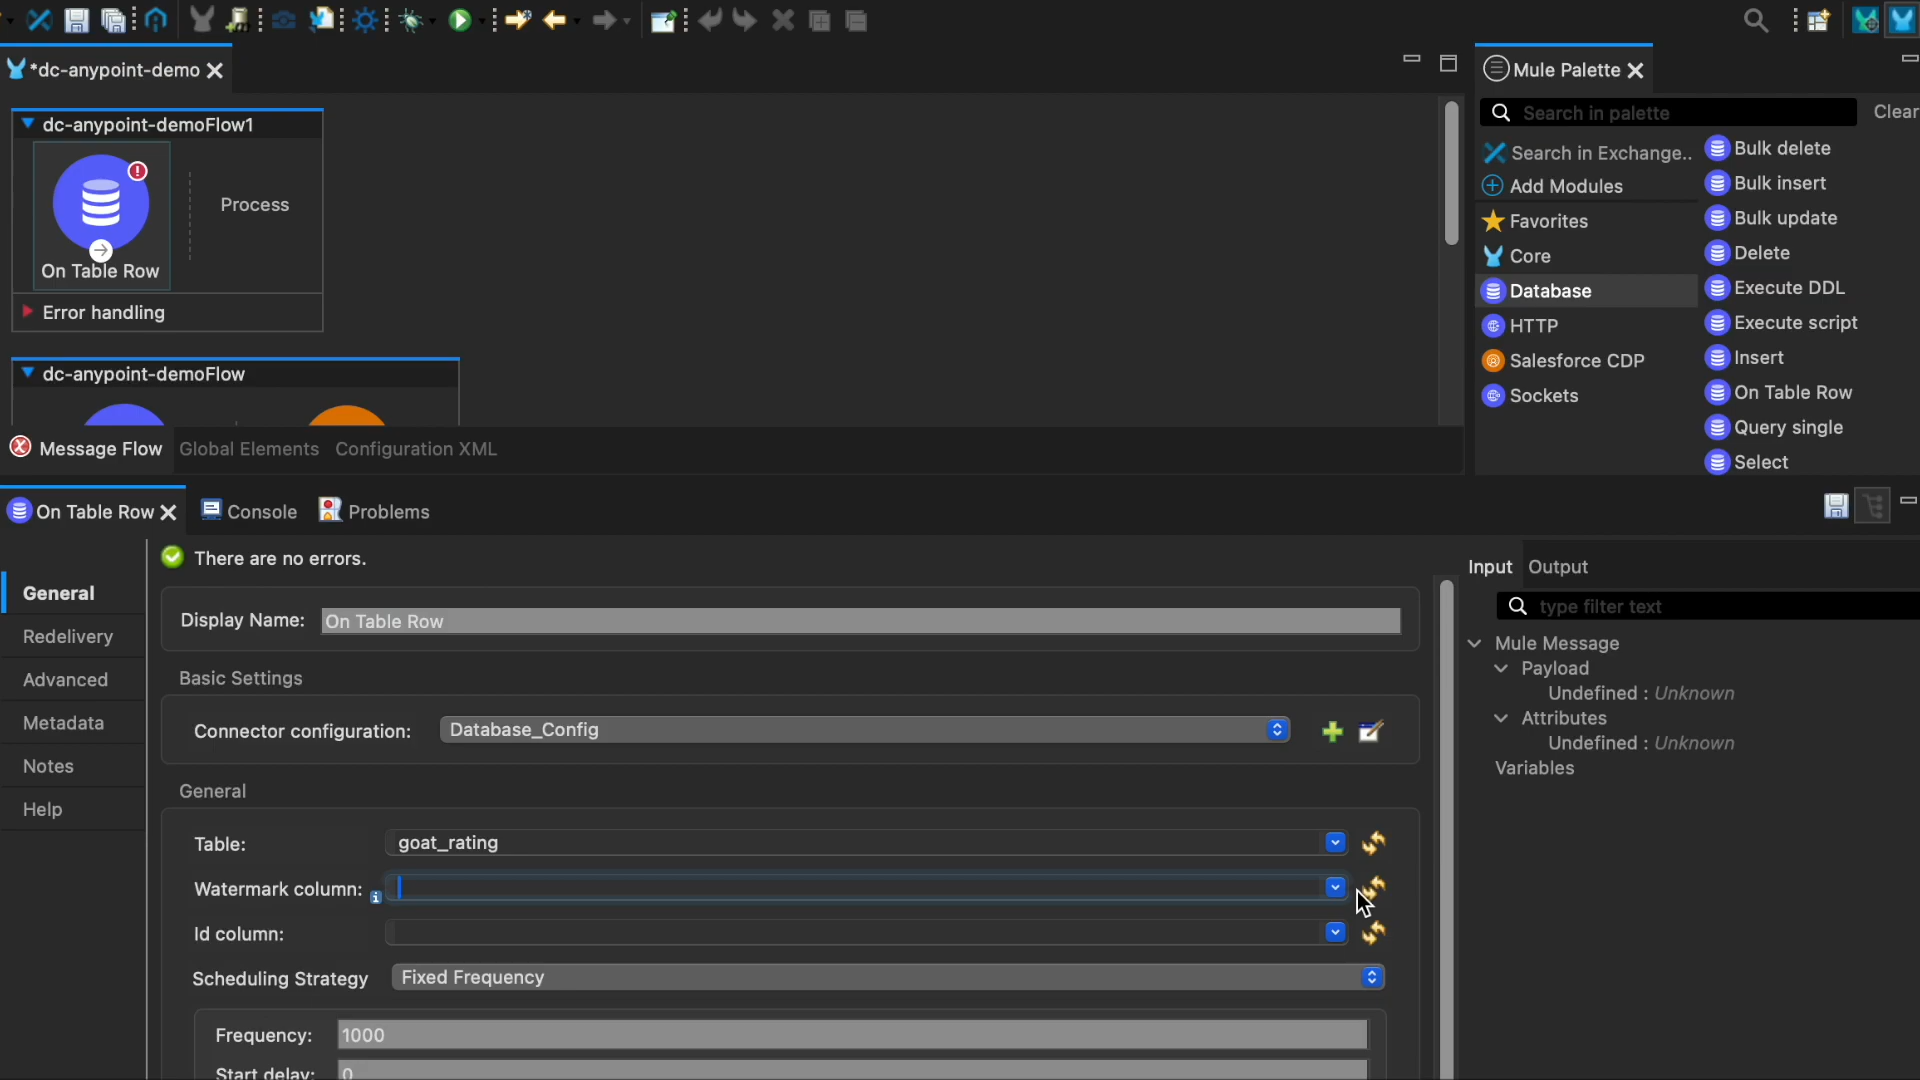 *dc-anypoint-demo
Mule Palette
Search in palette
Clear
dc-anypoint-demoFlow1
Process
On Table Row
Error handling
dc-anypoint-demoFlow
Message Flow
Global Elements
Configuration XML
Search in Exchange..
Add Modules
Favorites
Core
Database
HTTP
Salesforce CDP
Sockets
Bulk delete
Bulk insert
Bulk update
Delete
Execute DDL
Execute script
Insert
On Table Row
Query single
Select
On Table Row
Console
Problems
General
Redelivery
Advanced
Metadata
Notes
Help
There are no errors.
Display Name:
On Table Row
Basic Settings
Connector configuration:
Database_Config
General
Table:
goat_rating
Watermark column:
Id column:
Scheduling Strategy
Fixed Frequency
Frequency:
1000
Start delay:
0
Input
Output
type filter text
Mule Message
Payload
Undefined : Unknown
Attributes
Undefined : Unknown
Variables